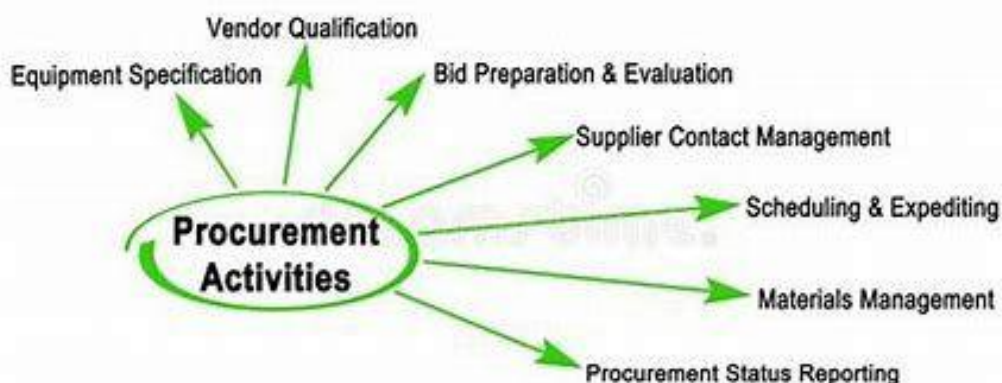 Vendor Qualification
Equipment Specification
Bid Preparation & Evaluation
Supplier Contact Management
Procurement
Activities
Scheduling & Expediting
Materials Management
Procurement Status Reporting